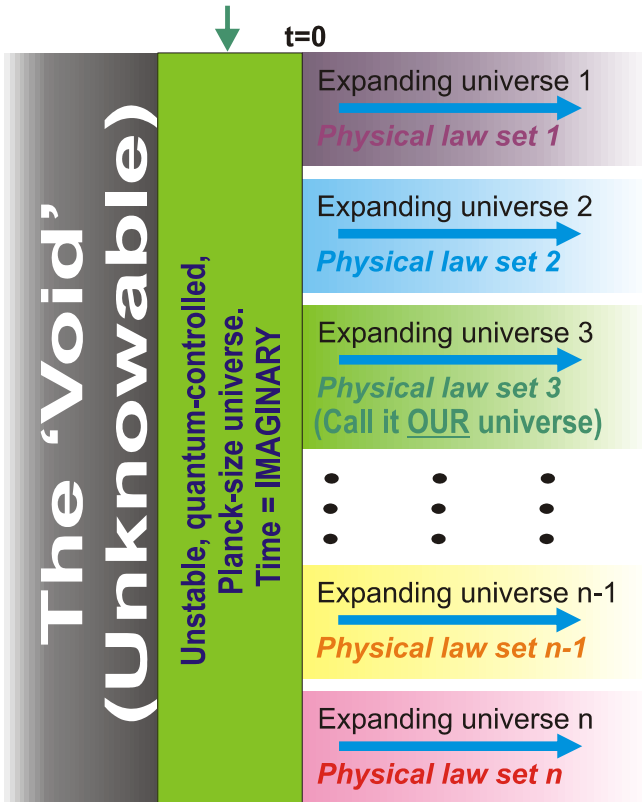 The 'Void'
(Unknowable)
Unstable, quantum-controlled,
Planck-size universe.
Time = IMAGINARY
t=0
Expanding universe 1
Physical law set 1
Expanding universe 2
Physical law set 2
Expanding universe 3
Physical law set 3
(Call it OUR universe)
Expanding universe n-1
Physical law set n-1
Expanding universe n
Physical law set n